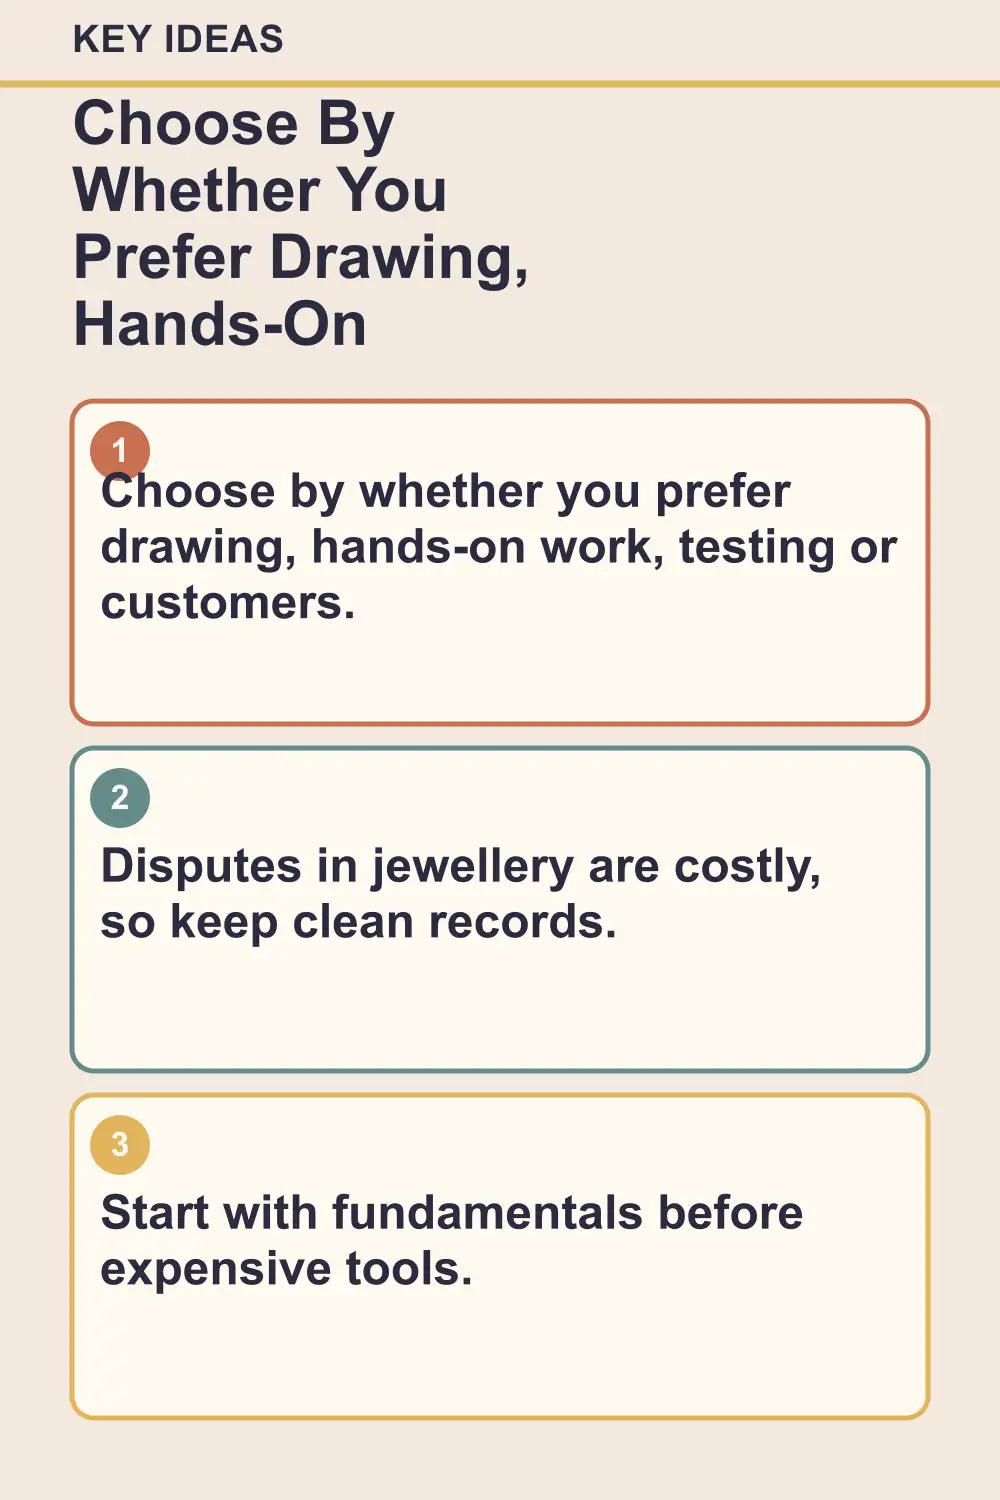 KEY IDEAS
Choose By
Whether You
Prefer Drawing,
Hands-On
1
Choose by whether you prefer
drawing, hands-on work, testing or
customers.
2
Disputes in jewellery are costly,
so keep clean records.
3
Start with fundamentals before
expensive tools.